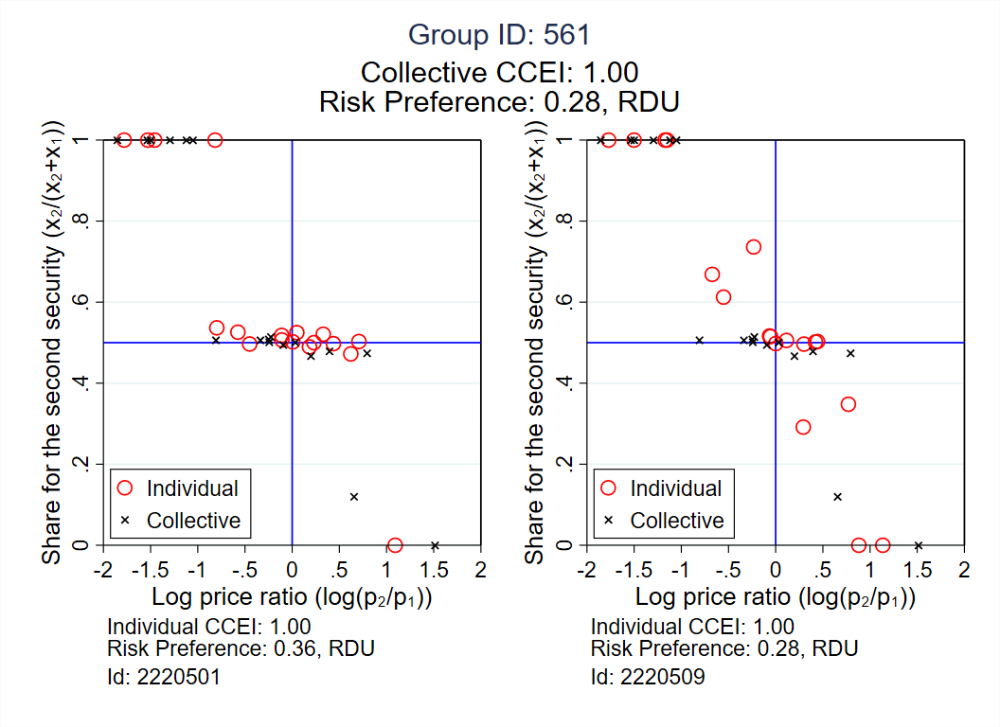 Group ID: 561
Collective CCEI: 1.00
Risk Preference: 0.28, RDU
Share for the second security (x₂/(x₂+x₁))
1
.8
.6
.4
.2
0
Individual
Collective
-2 -1.5 -1 -.5 0 .5 1 1.5 2
Log price ratio (log(p₂/p₁))
Individual CCEI: 1.00
Risk Preference: 0.36, RDU
Id: 2220501
Share for the second security (x₂/(x₂+x₁))
1
.8
.6
.4
.2
0
Individual
Collective
-2 -1.5 -1 -.5 0 .5 1 1.5 2
Log price ratio (log(p₂/p₁))
Individual CCEI: 1.00
Risk Preference: 0.28, RDU
Id: 2220509